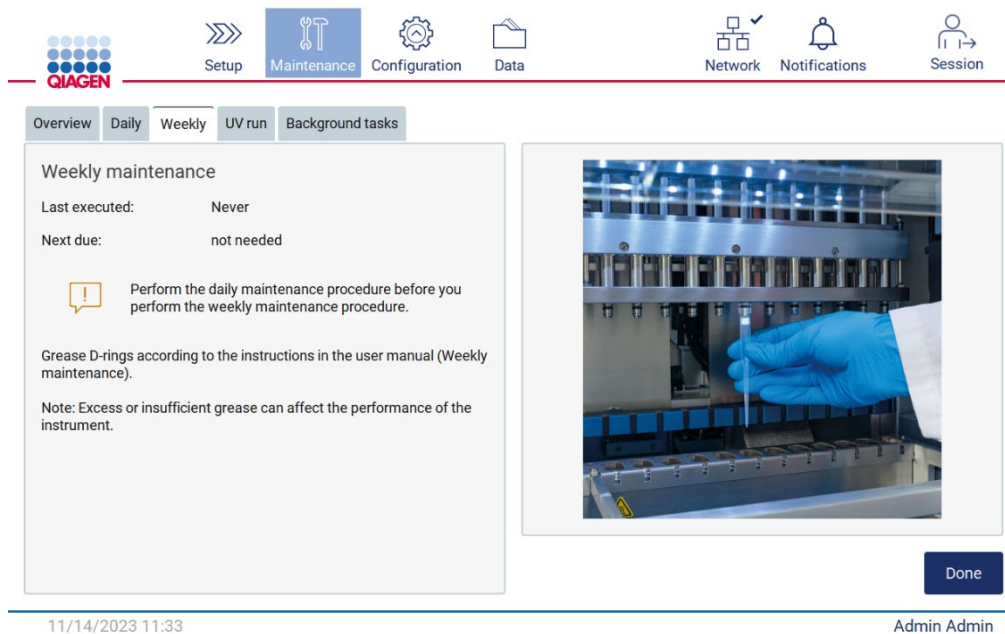 QIAGEN
Setup
Maintenance
Configuration
Data
Network
Notifications
Session
Overview
Daily
Weekly
UV run
Background tasks
Weekly maintenance
Last executed: Never
Next due: not needed
Perform the daily maintenance procedure before you
perform the weekly maintenance procedure.
Grease D-rings according to the instructions in the user manual (Weekly
maintenance).
Note: Excess or insufficient grease can affect the performance of the
instrument.
Done
11/14/2023 11:33
Admin Admin